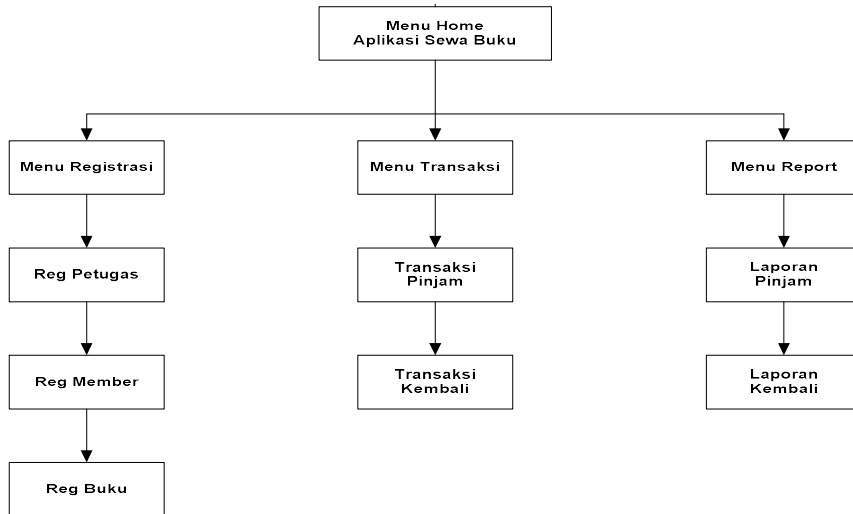 Menu Home
Aplikasi Sewa Buku
Menu Registrasi
Menu Transaksi
Menu Report
Reg Petugas
Transaksi
Pinjam
Laporan
Pinjam
Reg Member
Transaksi
Kembali
Laporan
Kembali
Reg Buku